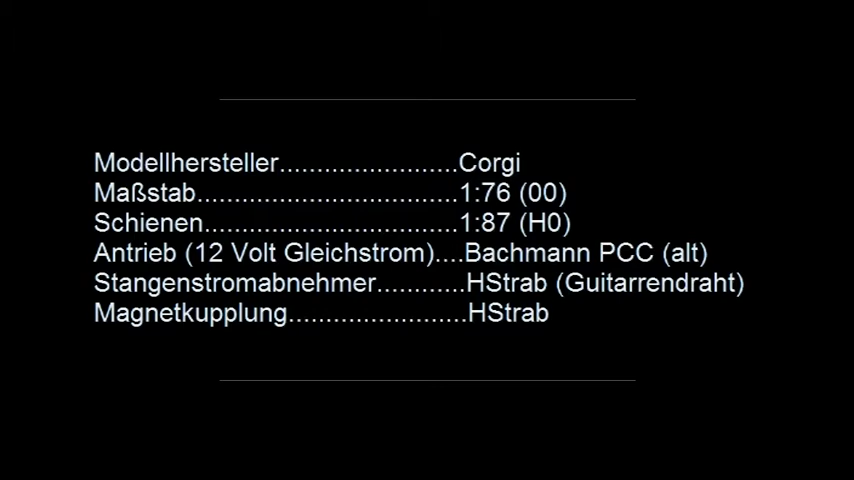 Modellhersteller........................Corgi
Maßstab...................................1:76 (00)
Schienen..................................1:87 (H0)
Antrieb (12 Volt Gleichstrom)....Bachmann PCC (alt)
Stangenstromabnehmer............HStrab (Guitarrendraht)
Magnetkupplung........................HStrab